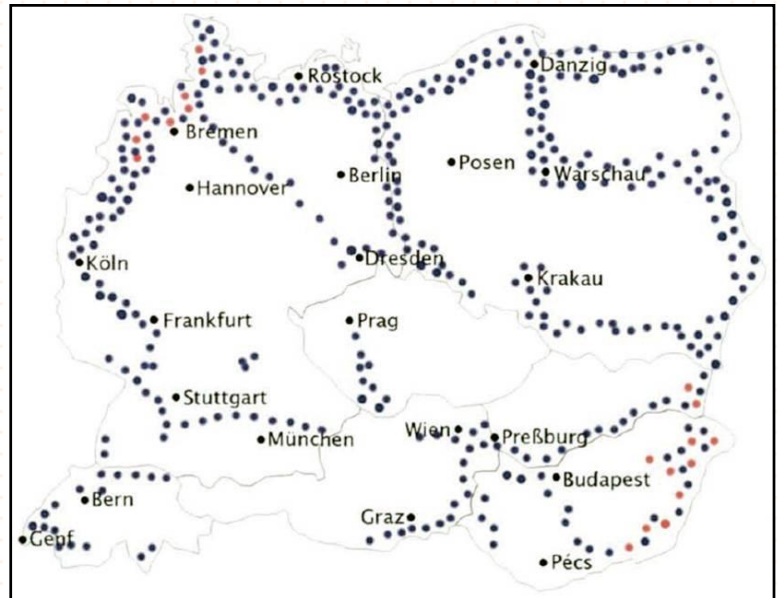 Rostock
Danzig
Bremen
Posen
Warschau
Berlin
Hannover
Dresden
Köln
Krakau
Frankfurt
Prag
Stuttgart
Wien
Preßburg
München
Budapest
Bern
Graz
Genf
Pécs